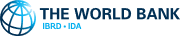 THE WORLD BANK
IBRD • IDA